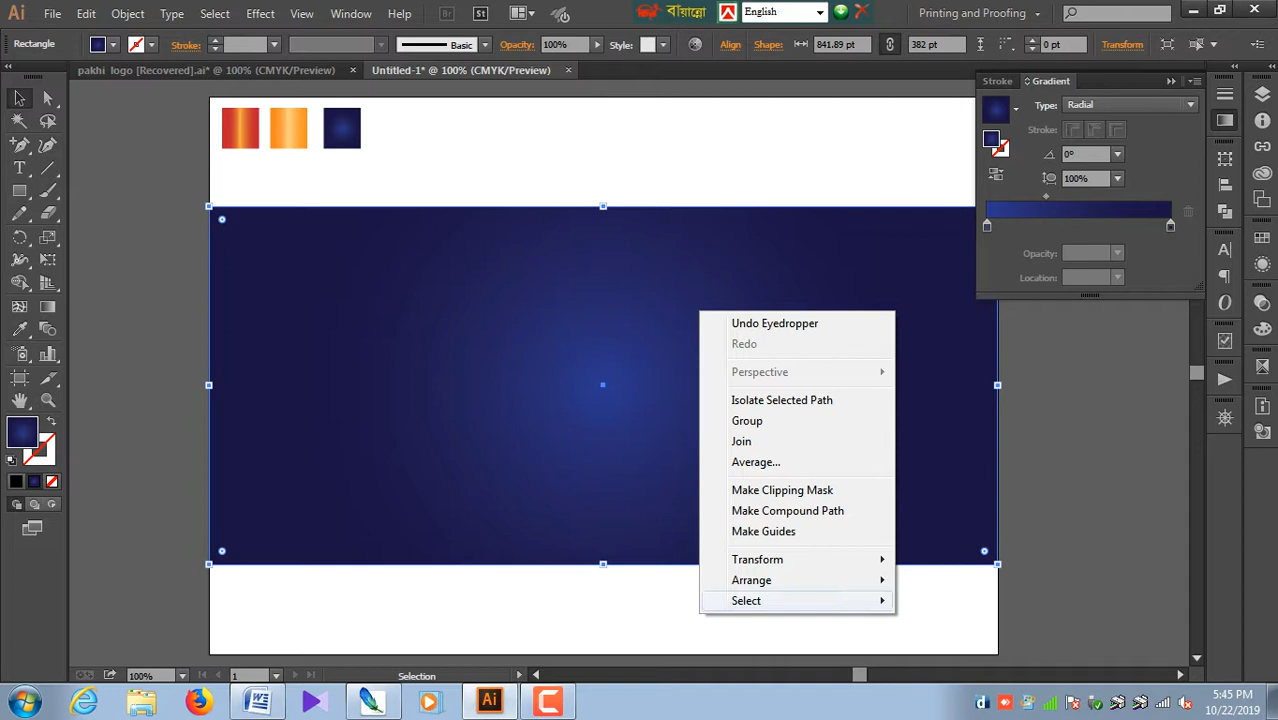 Ai File Edit Object Type Select Effect View Window Help Br St বায়ান্নো English Printing and Proofing
Stroke: Basic Opacity: 100% Style: Align Shape: 841.89 pt 382 pt 0 pt Transform
pakhi logo [Recovered].ai* @ 100% (CMYK/Preview) × Untitled-1* @ 100% (CMYK/Preview) ×
Stroke Gradient
Type: Radial
Stroke:
0°
100%
Opacity:
Location:
Undo Eyedropper
Redo
Perspective
Isolate Selected Path
Group
Join
Average...
Make Clipping Mask
Make Compound Path
Make Guides
Transform
Arrange
Select
100% 1 Selection
Ai
5:45 PM
10/22/2019